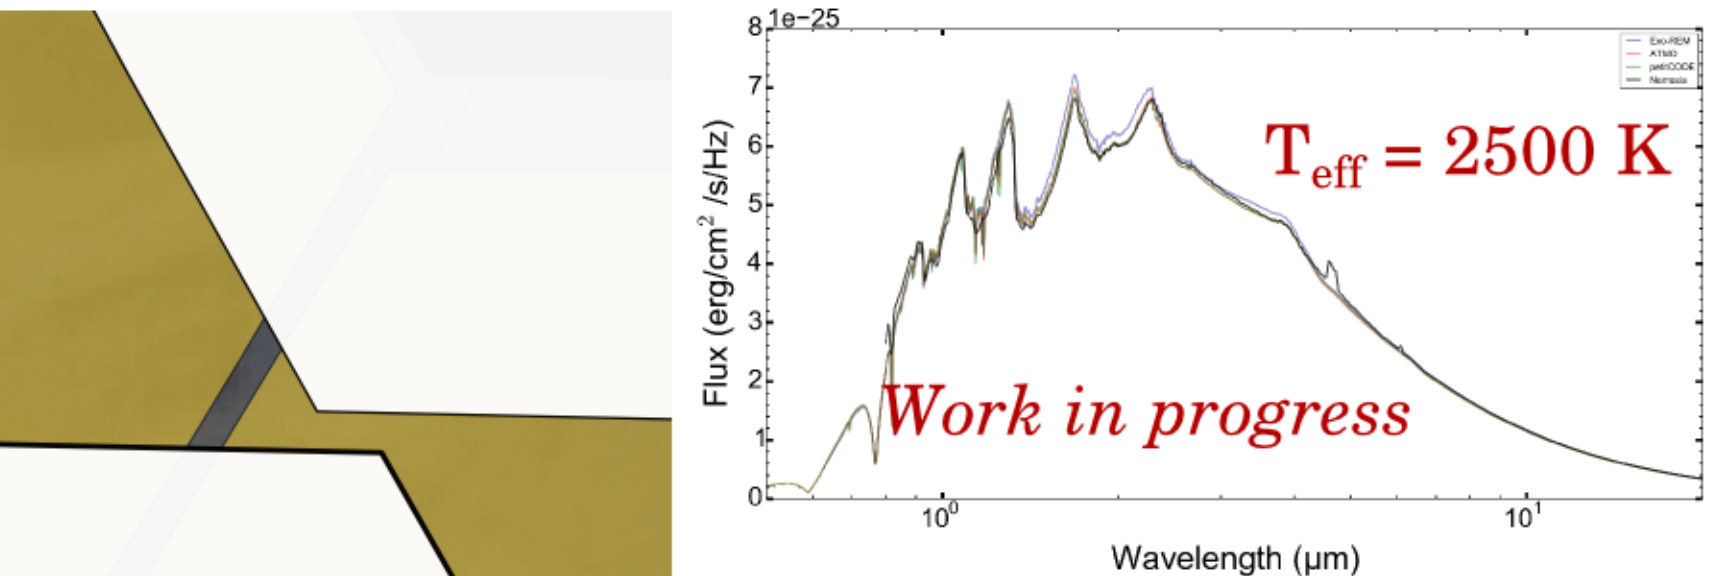 8 1e−25
7
6
5
4
3
2
1
0
Flux (erg/cm² /s/Hz)
Exo-REM
ATMO
petitCODE
Nemesis
T_eff = 2500 K
Work in progress
10⁰
10¹
Wavelength (μm)